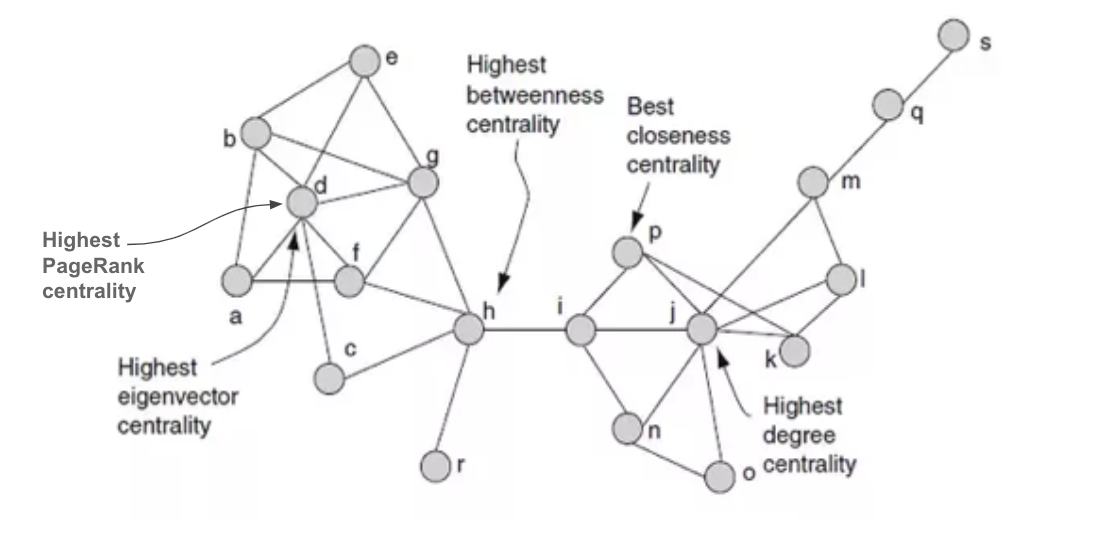 s
e
Highest
betweenness
centrality
Best
closeness
centrality
q
b
g
m
d
Highest
PageRank
centrality
p
f
l
a
h
i
j
c
k
Highest
eigenvector
centrality
Highest
degree
centrality
n
r
o